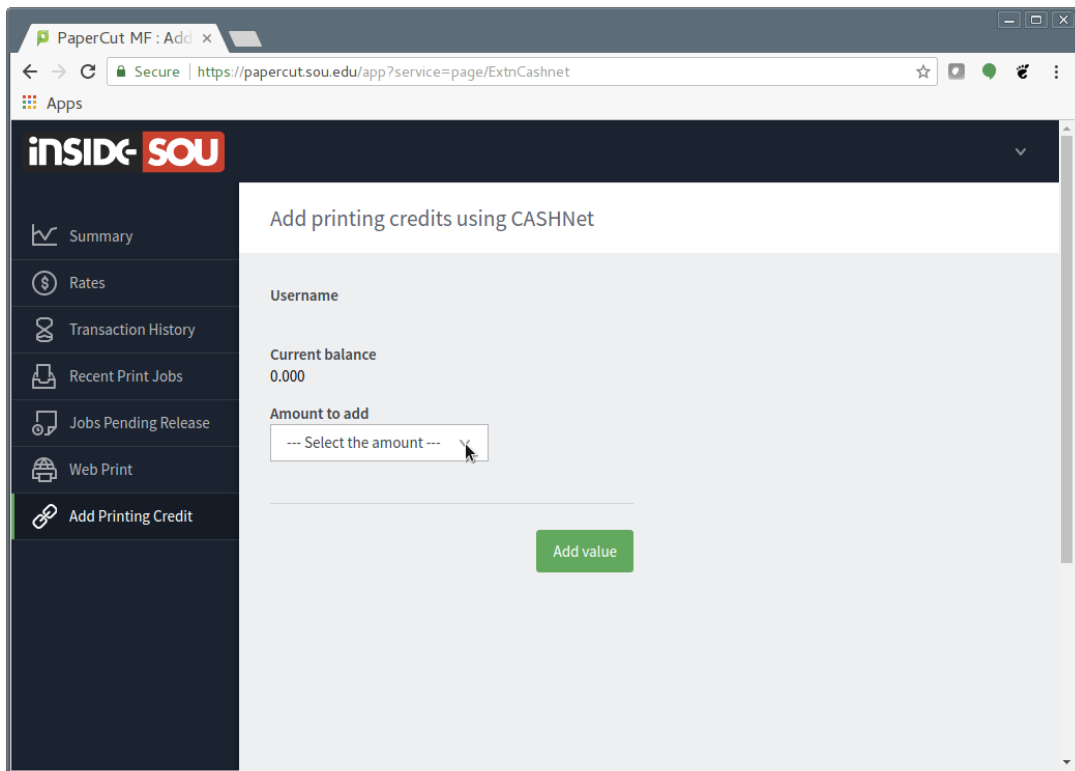 PaperCut MF : Add
Secure https://papercut.sou.edu/app?service=page/ExtnCashnet
Apps
inSIDE SOU
Add printing credits using CASHNet
Summary
Rates
Transaction History
Recent Print Jobs
Jobs Pending Release
Web Print
Add Printing Credit
Username
Current balance
0.000
Amount to add
--- Select the amount ---
Add value